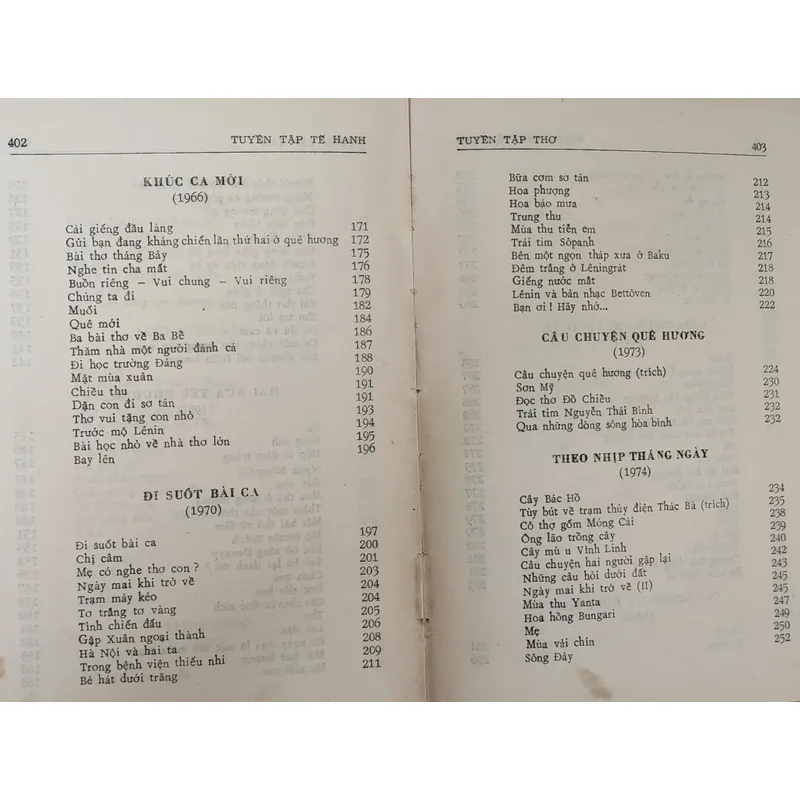 402
TUYỂN TẬP TẾ HANH
KHÚC CA MỚI
(1966)
Cái giếng đầu làng 171
Gửi bạn đang kháng chiến lần thứ hai ở quê hương 172
Bài thơ tháng Bảy 175
Nghe tin cha mất 176
Buồn riêng — Vui chung — Vui riêng 178
Chúng ta đi 179
Muối 182
Quê mới 184
Ba bài thơ về Ba Bể 186
Thăm nhà một người đánh cá 187
Đi học trường Đảng 188
Mặt mùa xuân 190
Chiều thu 191
Dặn con đi sơ tán 191
Thơ vui tặng con nhỏ 193
Trước mộ Lênin 194
Bài học nhỏ về nhà thơ lớn 195
Bay lên 196
ĐI SUỐT BÀI CA
(1970)
Đi suốt bài ca 197
Chị câm 200
Mẹ có nghe thơ con ? 201
Ngày mai khi trở về 203
Trạm máy kéo 204
Tơ trắng tơ vàng 204
Tình chiến đấu 205
Gặp Xuân ngoại thành 206
Hà Nội và hai ta 208
Trong bệnh viện thiếu nhi 209
Bé hát dưới trăng 211
TUYỂN TẬP THƠ
403
Bữa cơm sơ tán 212
Hoa phượng 213
Hoa báo mưa 214
Trung thu 214
Mùa thu tiễn em 215
Trái tim Sôpanh 216
Bên một ngọn tháp xưa ở Baku 217
Đêm trắng ở Lêningrát 218
Giếng nước mắt 218
Lênin và bản nhạc Bettôven 220
Bạn ơi ! Hãy nhớ... 222
CÂU CHUYỆN QUÊ HƯƠNG
(1973)
Câu chuyện quê hương (trích) 224
Sơn Mỹ 230
Đọc thơ Đồ Chiểu 231
Trái tim Nguyễn Thái Bình 232
Qua những dòng sông hòa bình 232
THEO NHỊP THÁNG NGÀY
(1974)
Cây Bác Hồ 234
Tùy bút về trạm thủy điện Thác Bà (trích) 235
Cô thợ gốm Móng Cái 238
Ông lão trồng cây 239
Cây mù u Vĩnh Linh 240
Câu chuyện hai người gặp lại 242
Những câu hỏi dưới đất 243
Ngày mai khi trở về (II) 245
Mùa thu Yanta 245
Hoa hồng Bungari 247
Mẹ 249
Mùa vải chín 250
Sông Đáy 252